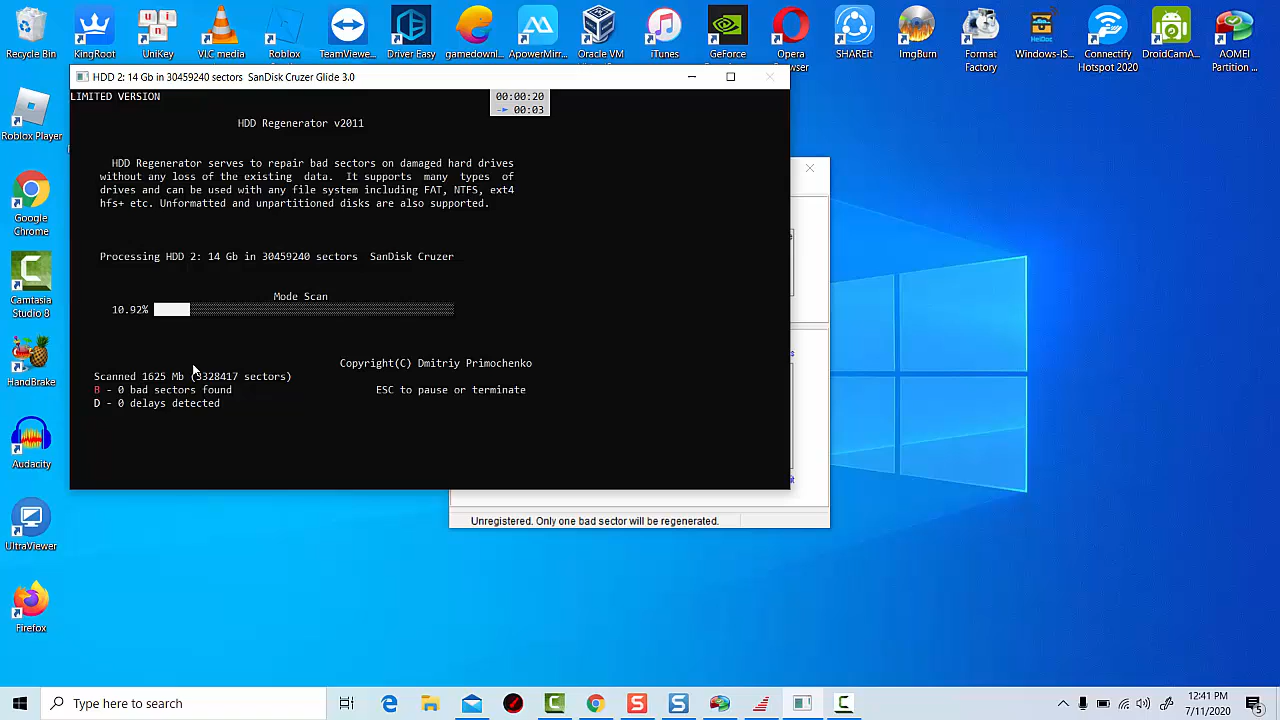 Recycle Bin
KingRoot
UniKey
VLC media
Roblox
TeamViewe...
Driver Easy
gamedownl...
ApowerMirr...
Oracle VM
iTunes
GeForce
Opera
Browser
SHAREit
ImgBurn
Format
Factory
Windows-IS...
Connectify
Hotspot 2020
DroidCamA...
AOMEI
Partition ...
HDD 2: 14 Gb in 30459240 sectors SanDisk Cruzer Glide 3.0
LIMITED VERSION
00:00:20
00:03
HDD Regenerator v2011
HDD Regenerator serves to repair bad sectors on damaged hard drives
without any loss of the existing data. It supports many types of
drives and can be used with any file system including FAT, NTFS, ext4
hfs+ etc. Unformatted and unpartitioned disks are also supported.
Processing HDD 2: 14 Gb in 30459240 sectors SanDisk Cruzer
Mode Scan
10.92%
Copyright(C) Dmitriy Primochenko
Scanned 1625 Mb (3328417 sectors)
B - 0 bad sectors found
ESC to pause or terminate
D - 0 delays detected
Unregistered. Only one bad sector will be regenerated.
Roblox Player
Google
Chrome
Camtasia
Studio 8
HandBrake
Audacity
UltraViewer
Firefox
Type here to search
12:41 PM
7/11/2020
5